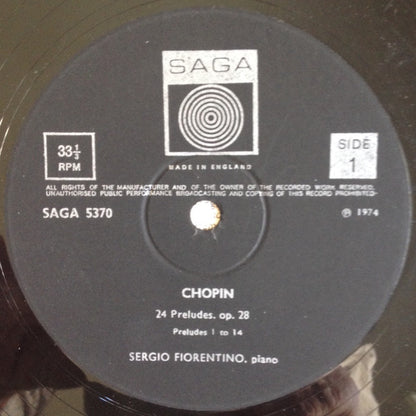 SAGA
33 1/3
RPM
SIDE
1
MADE IN ENGLAND
ALL RIGHTS OF THE MANUFACTURER AND OF THE OWNER OF THE RECORDED WORK RESERVED.
UNAUTHORISED PUBLIC PERFORMANCE BROADCASTING AND COPYING OF THIS RECORD PROHIBITED.
SAGA 5370
℗ 1974
CHOPIN
24 Preludes. op. 28
Preludes 1 to 14
SERGIO FIORENTINO. piano